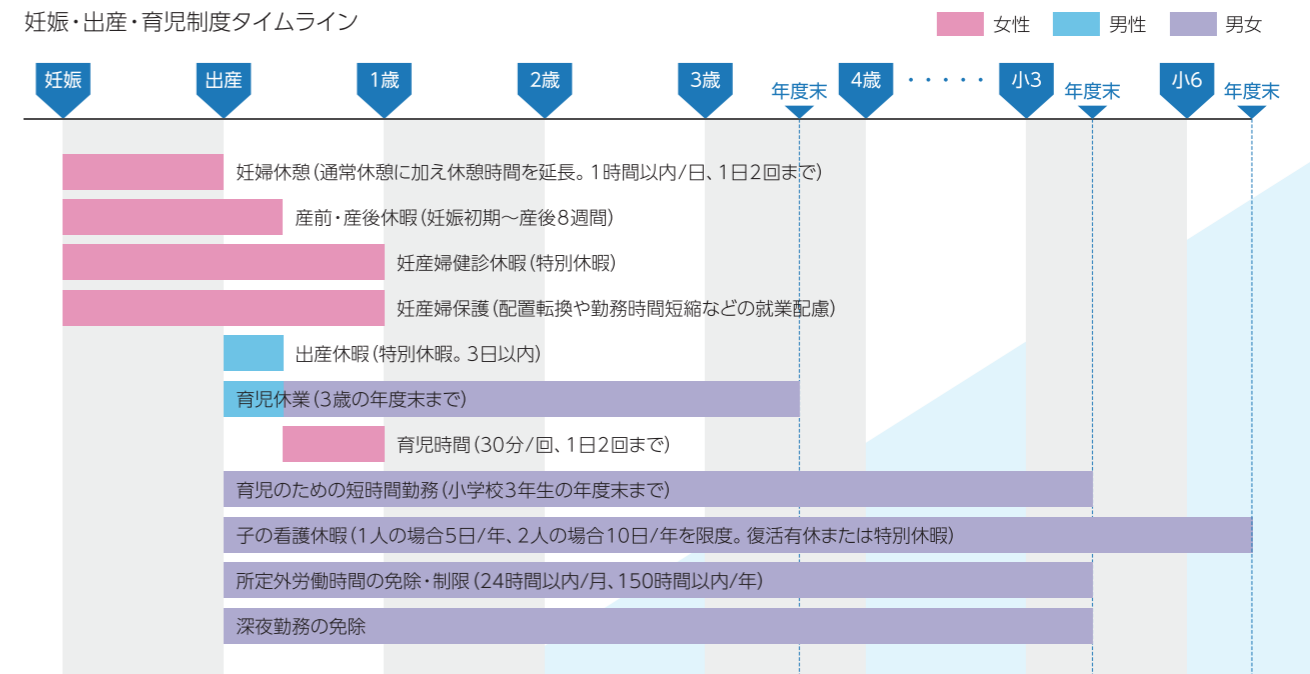 妊娠・出産・育児制度タイムライン
女性 男性 男女
妊娠 出産 1歳 2歳 3歳 年度末 4歳 ・・・・・ 小3 年度末 小6 年度末
妊婦休憩(通常休憩に加え休憩時間を延長。1時間以内/日、1日2回まで)
産前・産後休暇(妊娠初期～産後8週間)
妊産婦健診休暇(特別休暇)
妊産婦保護(配置転換や勤務時間短縮などの就業配慮)
出産休暇(特別休暇。3日以内)
育児休業(3歳の年度末まで)
育児時間(30分/回、1日2回まで)
育児のための短時間勤務(小学校3年生の年度末まで)
子の看護休暇(1人の場合5日/年、2人の場合10日/年を限度。復活有休または特別休暇)
所定外労働時間の免除・制限(24時間以内/月、150時間以内/年)
深夜勤務の免除